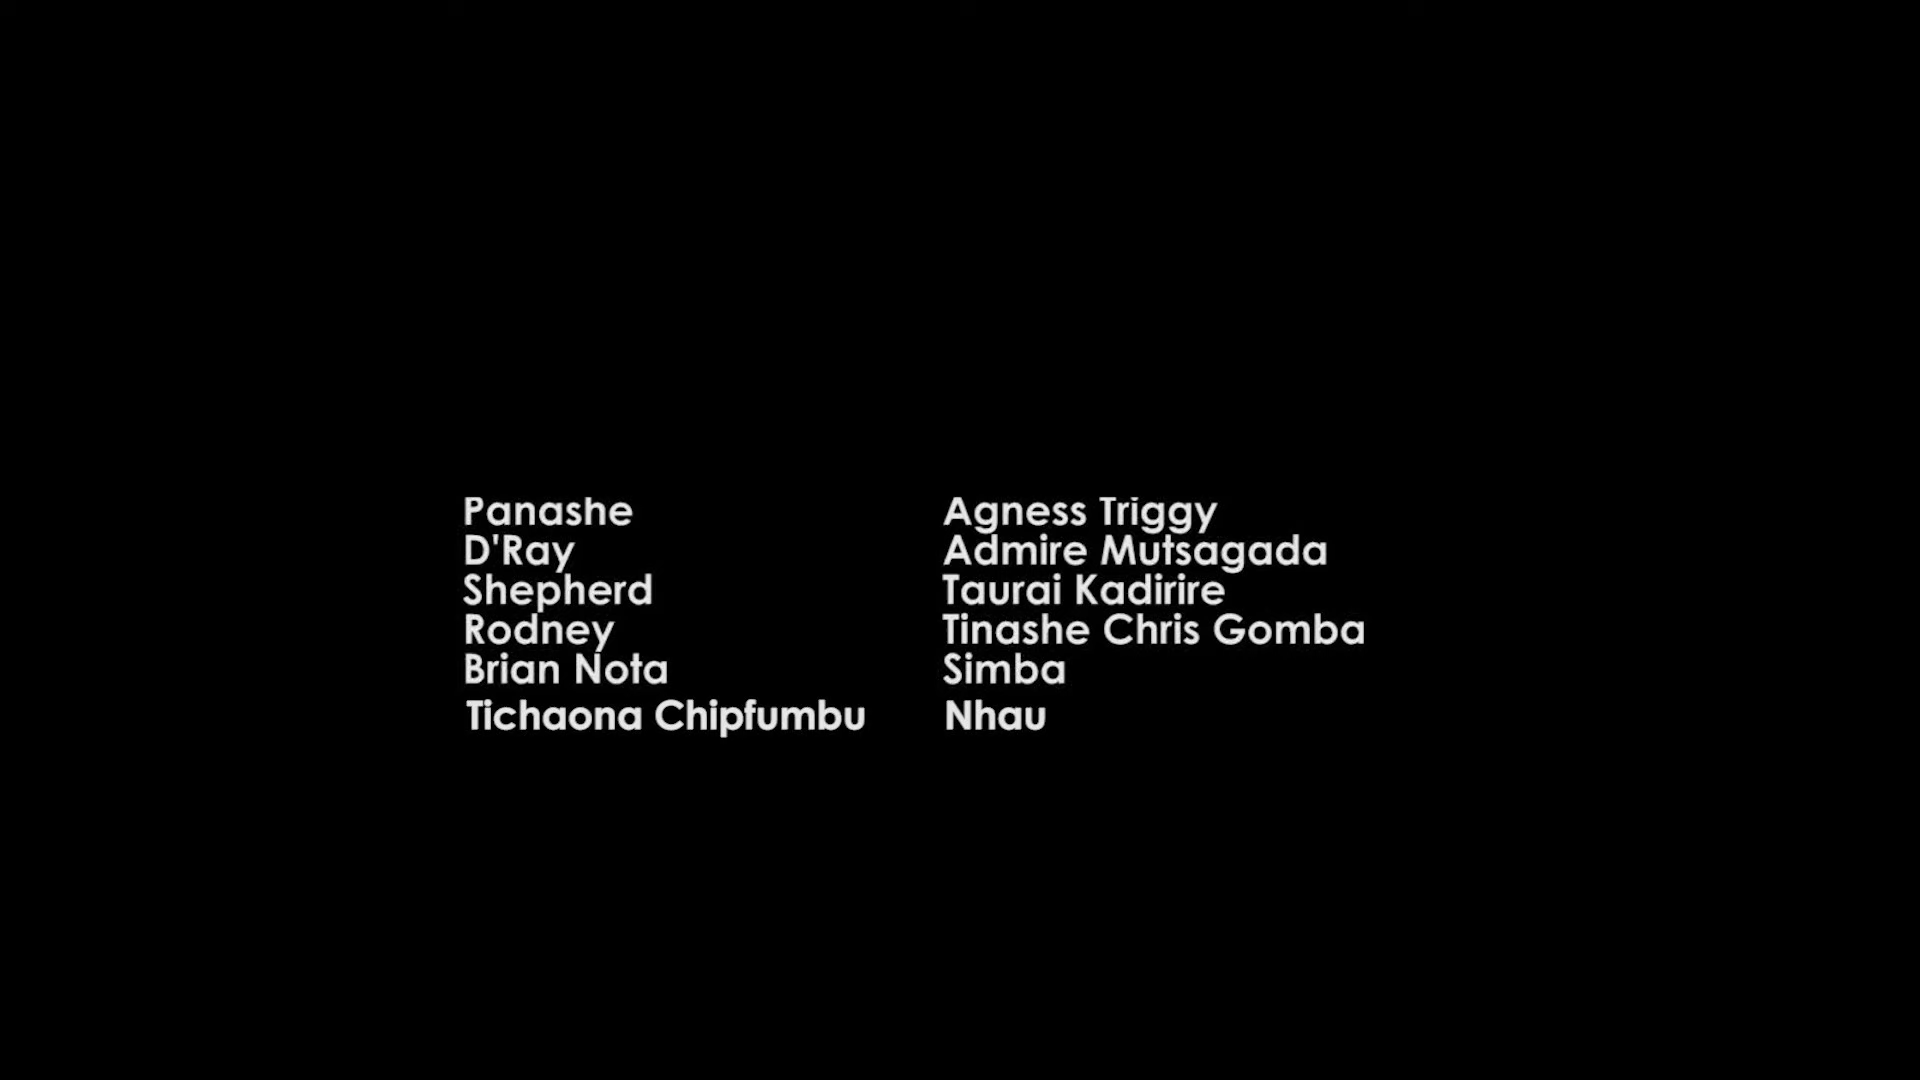 Panashe Agness Triggy
D'Ray Admire Mutsagada
Shepherd Taurai Kadirire
Rodney Tinashe Chris Gomba
Brian Nota Simba
Tichaona Chipfumbu Nhau